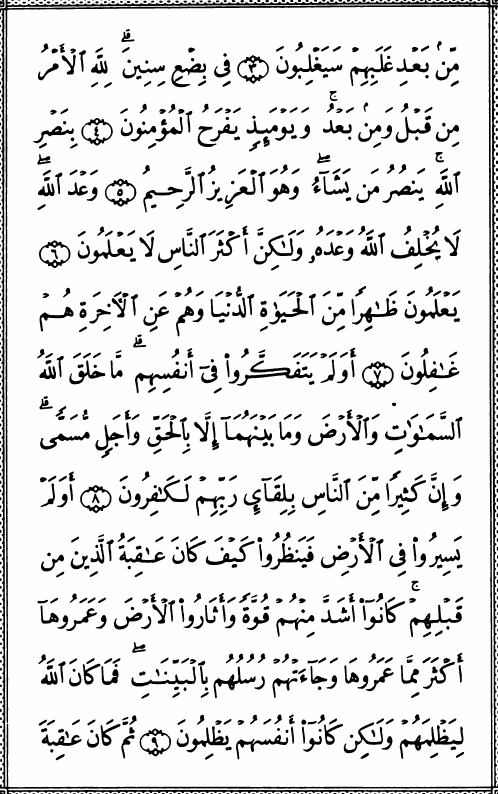 مِّنۢ بَعْدِ غَلَبِهِمْ سَيَغْلِبُونَ ﴿٣﴾ فِى بِضْعِ سِنِينَ ۗ لِلَّهِ ٱلْأَمْرُ
مِن قَبْلُ وَمِنۢ بَعْدُ ۚ وَيَوْمَئِذٍ يَفْرَحُ ٱلْمُؤْمِنُونَ ﴿٤﴾ بِنَصْرِ
ٱللَّهِ ۚ يَنصُرُ مَن يَشَآءُ ۖ وَهُوَ ٱلْعَزِيزُ ٱلرَّحِيمُ ﴿٥﴾ وَعْدَ ٱللَّهِ ۖ
لَا يُخْلِفُ ٱللَّهُ وَعْدَهُۥ وَلَٰكِنَّ أَكْثَرَ ٱلنَّاسِ لَا يَعْلَمُونَ ﴿٦﴾
يَعْلَمُونَ ظَٰهِرًا مِّنَ ٱلْحَيَوٰةِ ٱلدُّنْيَا وَهُمْ عَنِ ٱلْءَاخِرَةِ هُمْ
غَٰفِلُونَ ﴿٧﴾ أَوَلَمْ يَتَفَكَّرُوا۟ فِىٓ أَنفُسِهِم ۗ مَّا خَلَقَ ٱللَّهُ
ٱلسَّمَٰوَٰتِ وَٱلْأَرْضَ وَمَا بَيْنَهُمَآ إِلَّا بِٱلْحَقِّ وَأَجَلٍ مُّسَمًّى ۗ
وَإِنَّ كَثِيرًا مِّنَ ٱلنَّاسِ بِلِقَآئِ رَبِّهِمْ لَكَٰفِرُونَ ﴿٨﴾ أَوَلَمْ
يَسِيرُوا۟ فِى ٱلْأَرْضِ فَيَنظُرُوا۟ كَيْفَ كَانَ عَٰقِبَةُ ٱلَّذِينَ مِن
قَبْلِهِمْ ۚ كَانُوٓا۟ أَشَدَّ مِنْهُمْ قُوَّةً وَأَثَارُوا۟ ٱلْأَرْضَ وَعَمَرُوهَآ
أَكْثَرَ مِمَّا عَمَرُوهَا وَجَآءَتْهُمْ رُسُلُهُم بِٱلْبَيِّنَٰتِ ۖ فَمَا كَانَ ٱللَّهُ
لِيَظْلِمَهُمْ وَلَٰكِن كَانُوٓا۟ أَنفُسَهُمْ يَظْلِمُونَ ﴿٩﴾ ثُمَّ كَانَ عَٰقِبَةَ